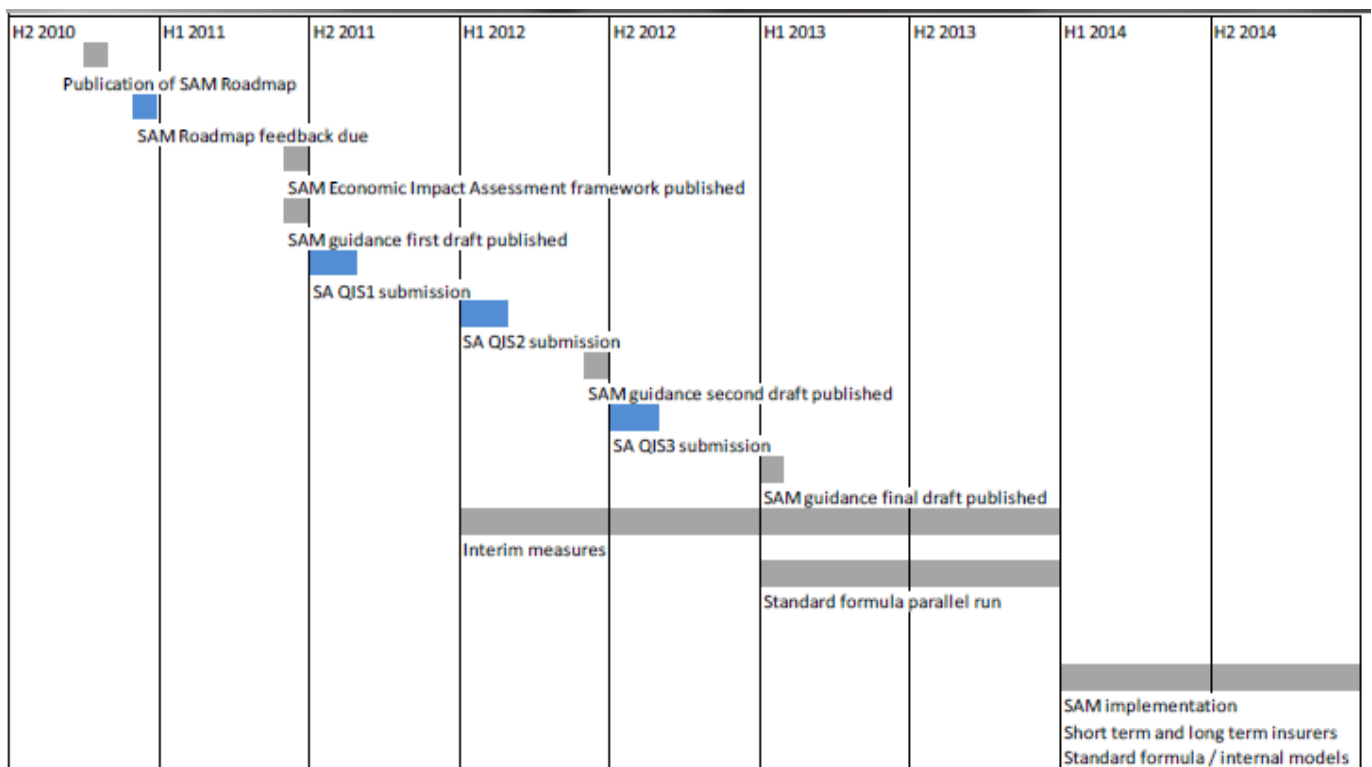 H2 2010 H1 2011 H2 2011 H1 2012 H2 2012 H1 2013 H2 2013 H1 2014 H2 2014
Publication of SAM Roadmap
SAM Roadmap feedback due
SAM Economic Impact Assessment framework published
SAM guidance first draft published
SA QIS1 submission
SA QIS2 submission
SAM guidance second draft published
SA QIS3 submission
SAM guidance final draft published
Interim measures
Standard formula parallel run
SAM implementation
Short term and long term insurers
Standard formula / internal models